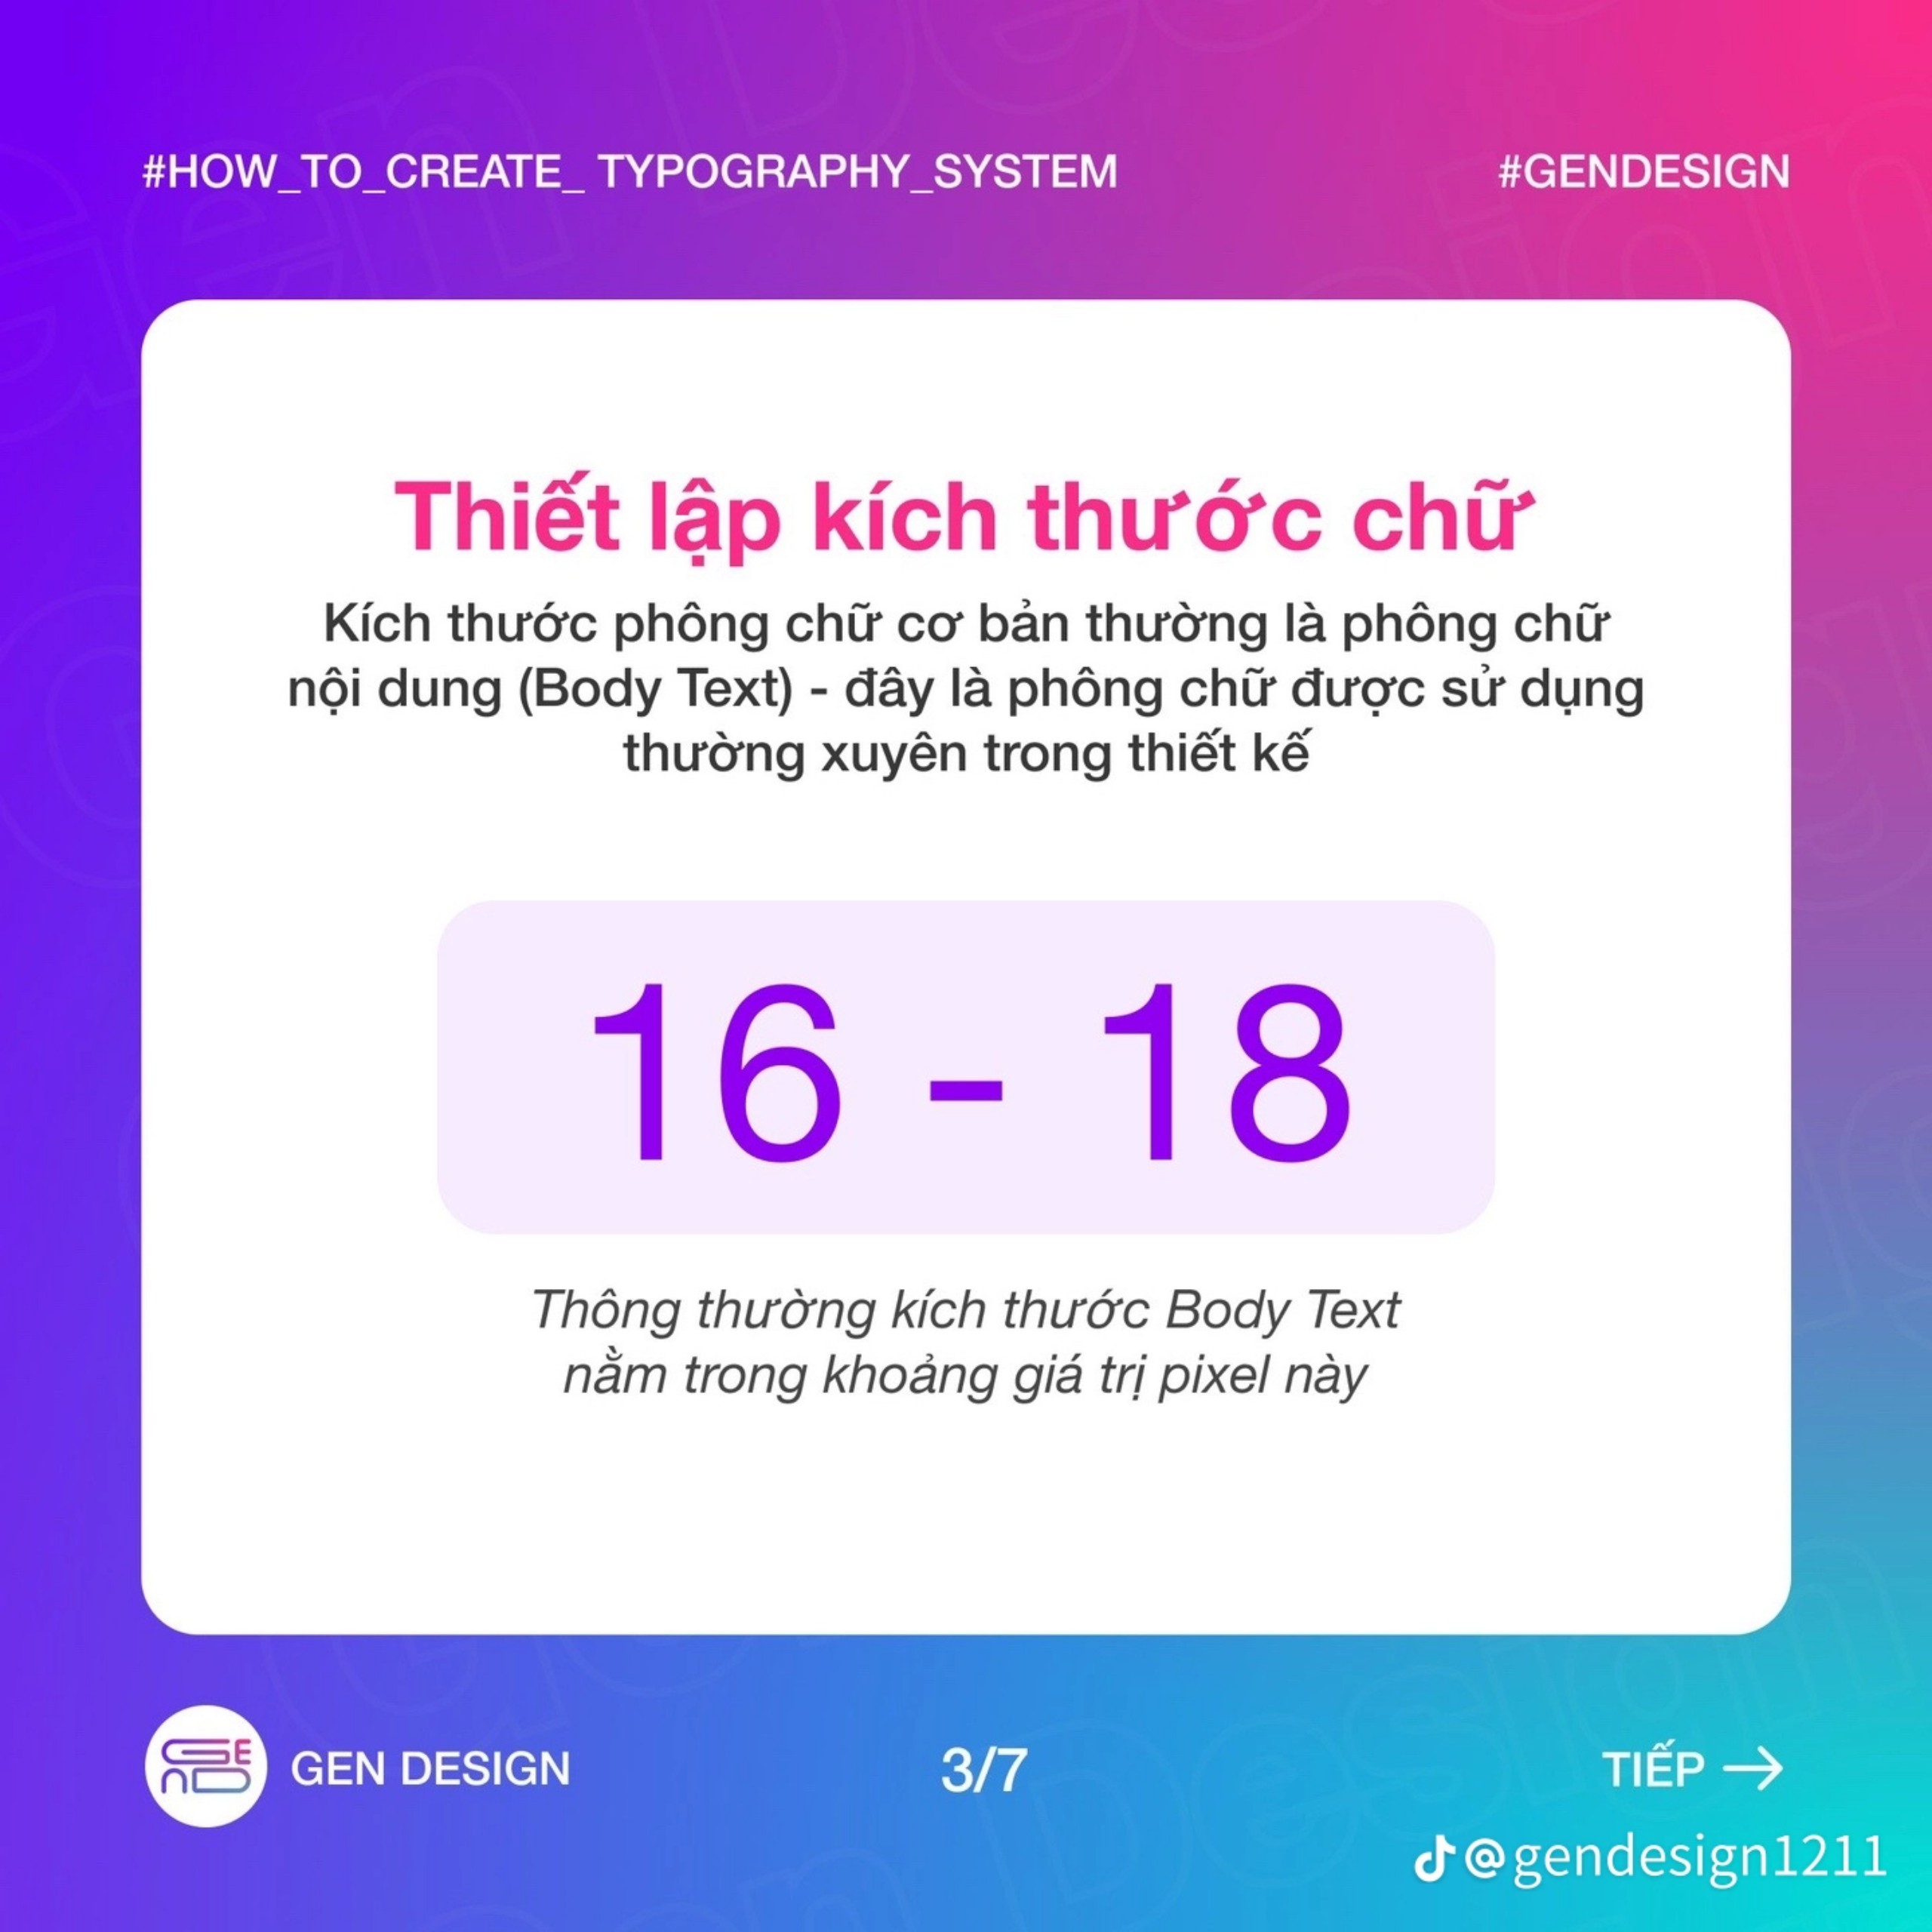 #HOW_TO_CREATE_ TYPOGRAPHY_SYSTEM
#GENDESIGN
Thiết lập kích thước chữ
Kích thước phông chữ cơ bản thường là phông chữ
nội dung (Body Text) - đây là phông chữ được sử dụng
thường xuyên trong thiết kế
16 - 18
Thông thường kích thước Body Text
nằm trong khoảng giá trị pixel này
GEN DESIGN
3/7
TIẾP →
@gendesign1211